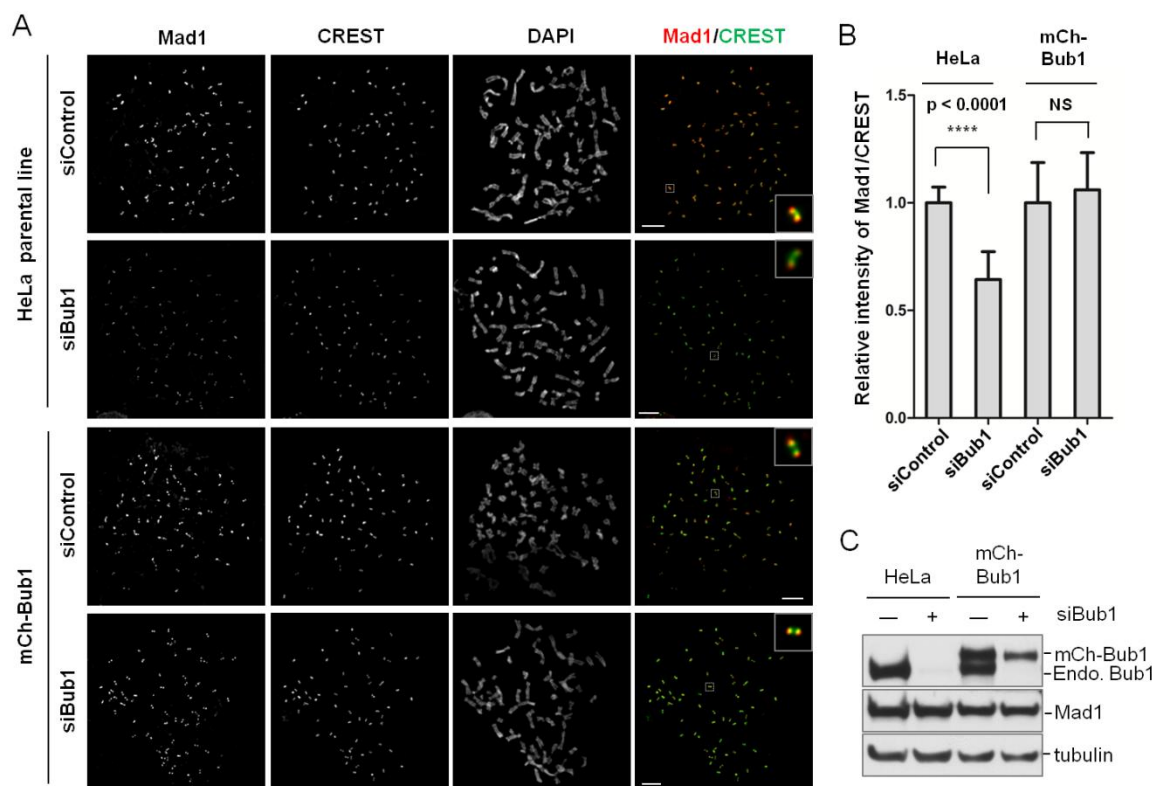 A
Mad1 CREST DAPI Mad1/CREST
HeLa parental line
siControl
siBub1
mCh-Bub1
siControl
siBub1
B
HeLa mCh-
Bub1
p < 0.0001 NS
****
Relative intensity of Mad1/CREST
1.5
1.0
0.5
0.0
siControl siBub1 siControl siBub1
C
HeLa mCh-
Bub1
— + — + siBub1
mCh-Bub1
Endo. Bub1
Mad1
tubulin